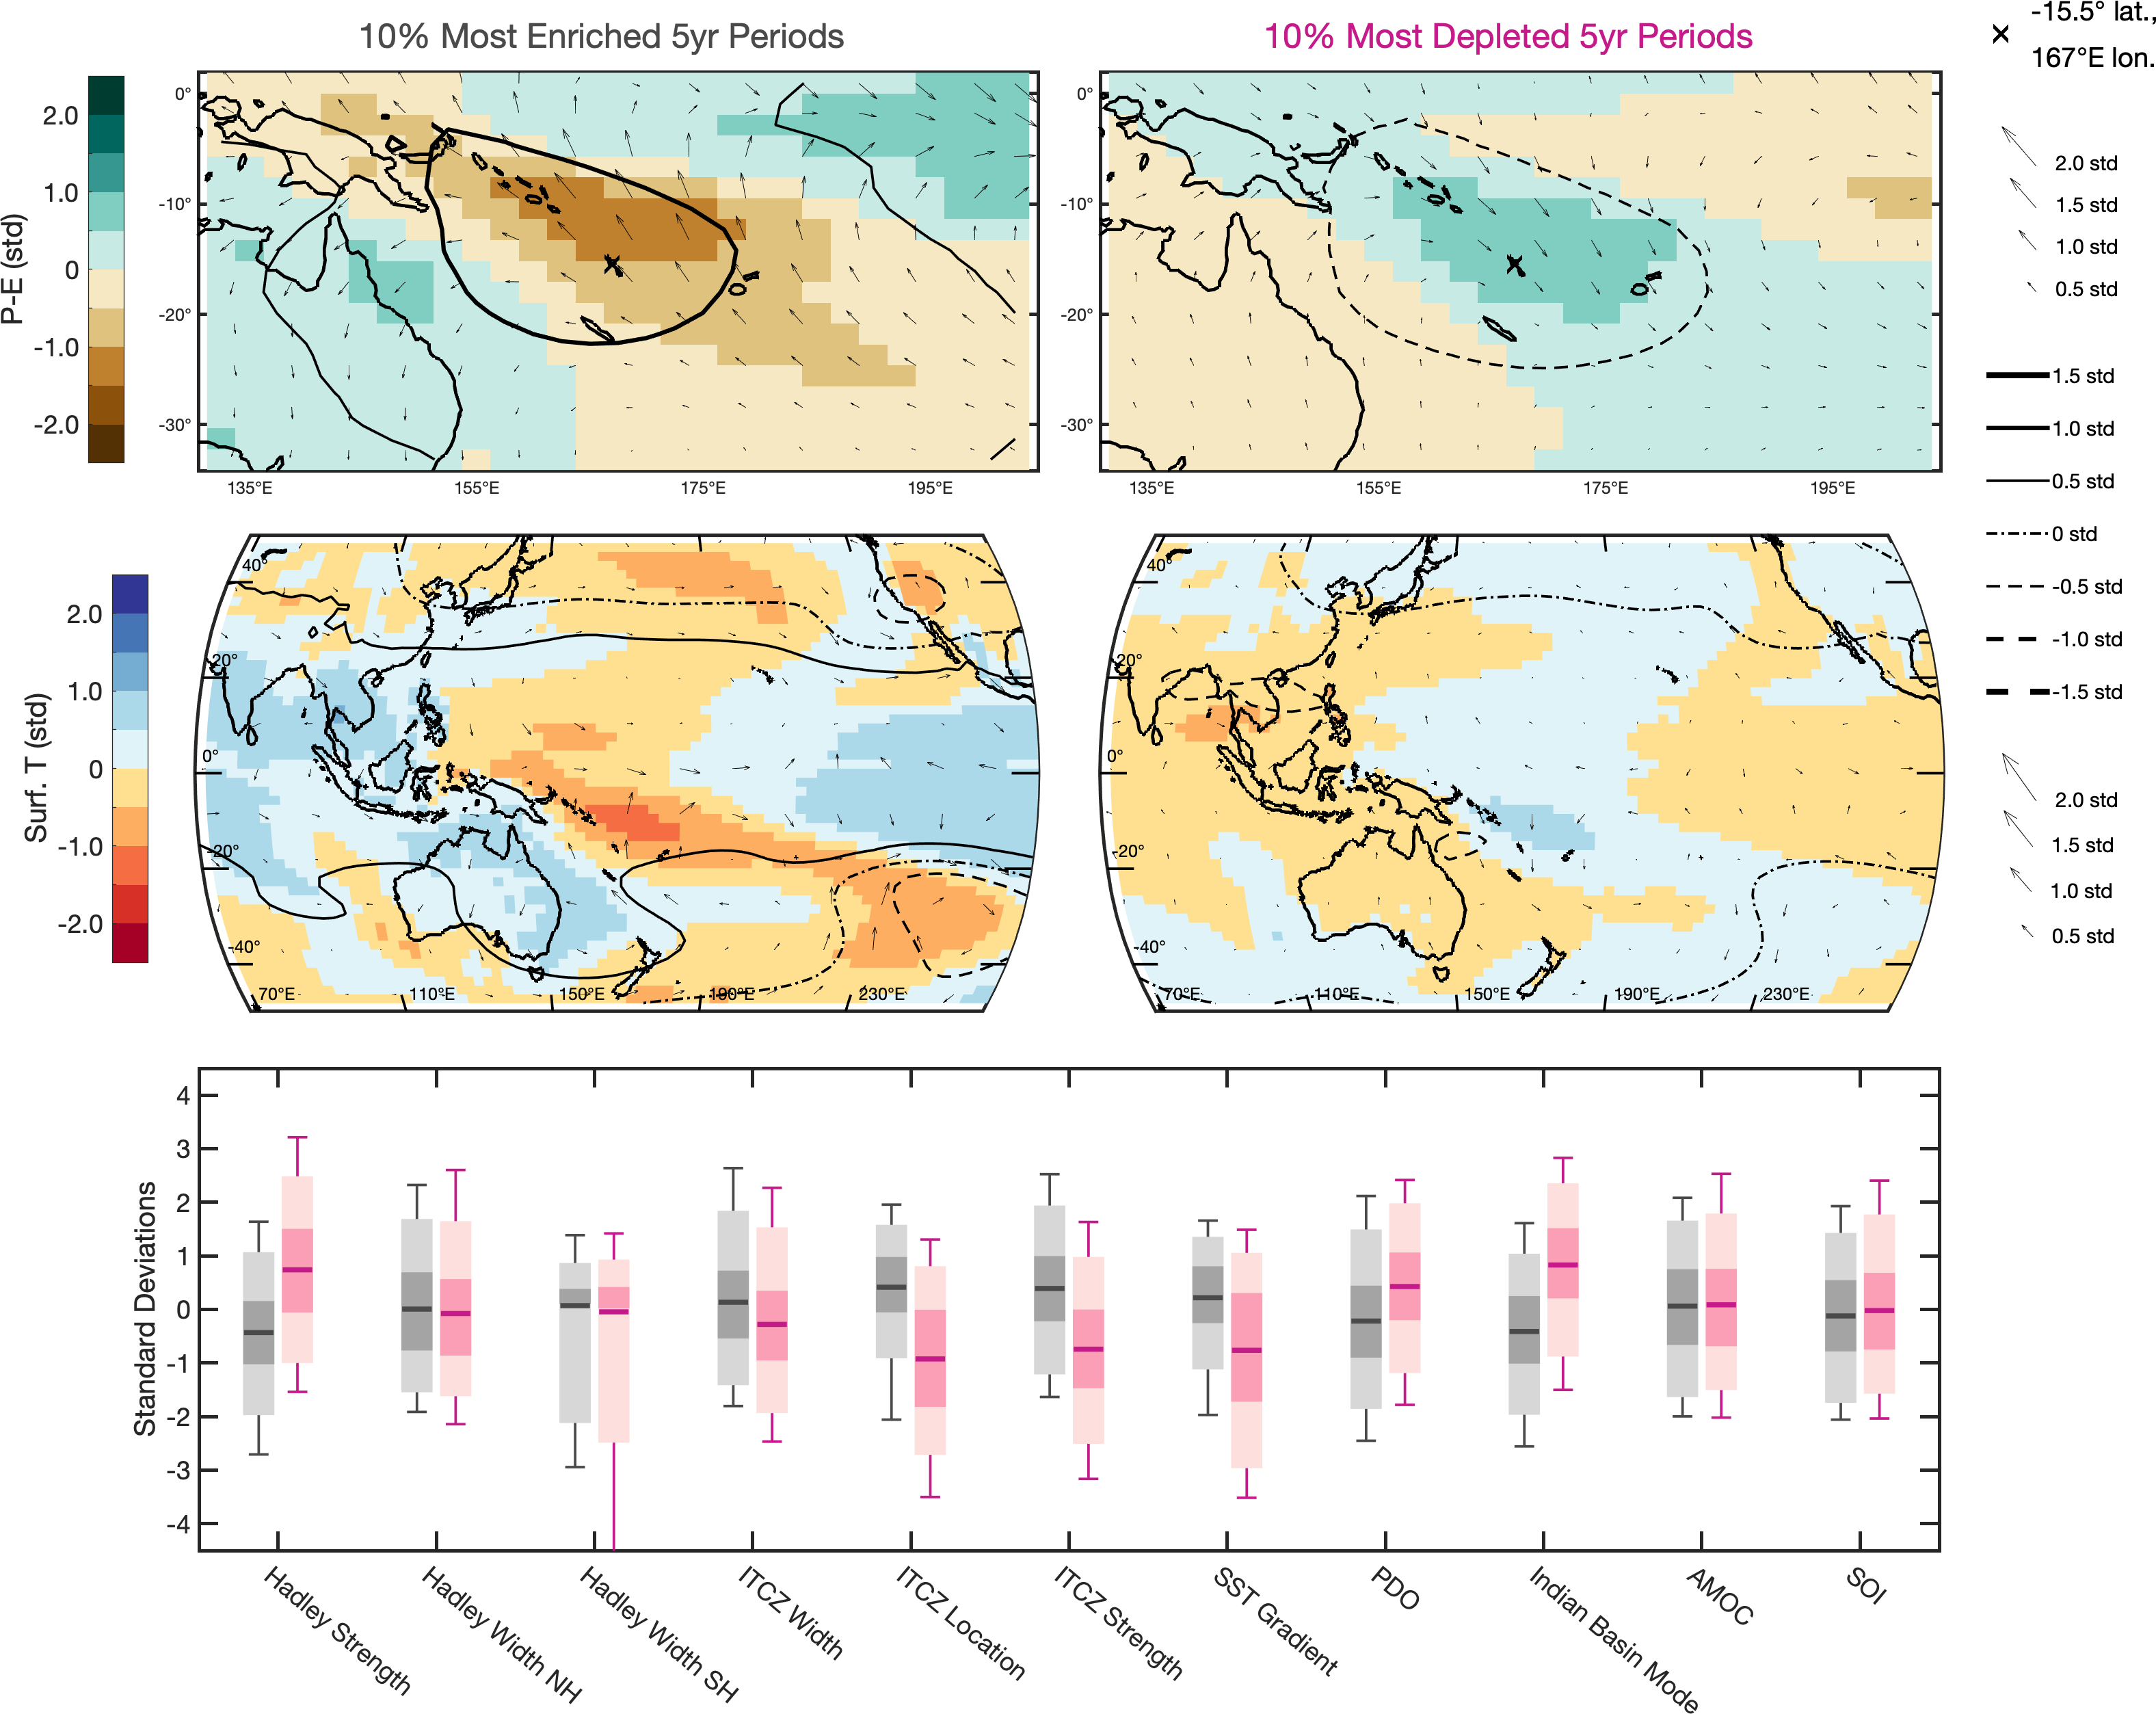 10% Most Enriched 5yr Periods
10% Most Depleted 5yr Periods
-15.5° lat.,
167°E lon.
P-E (std)
2.0
1.0
0
-1.0
-2.0
0°
-10°
-20°
-30°
135°E
155°E
175°E
195°E
0°
-10°
-20°
-30°
135°E
155°E
175°E
195°E
2.0 std
1.5 std
1.0 std
0.5 std
1.5 std
1.0 std
0.5 std
0 std
-0.5 std
-1.0 std
-1.5 std
Surf. T (std)
2.0
1.0
0
-1.0
-2.0
40°
20°
0°
-20°
-40°
70°E
110°E
150°E
190°E
230°E
40°
20°
0°
-20°
-40°
70°E
110°E
150°E
190°E
230°E
2.0 std
1.5 std
1.0 std
0.5 std
Standard Deviations
4
3
2
1
0
-1
-2
-3
-4
Hadley Strength
Hadley Width NH
Hadley Width SH
ITCZ Width
ITCZ Location
ITCZ Strength
SST Gradient
PDO
Indian Basin Mode
AMOC
SOI